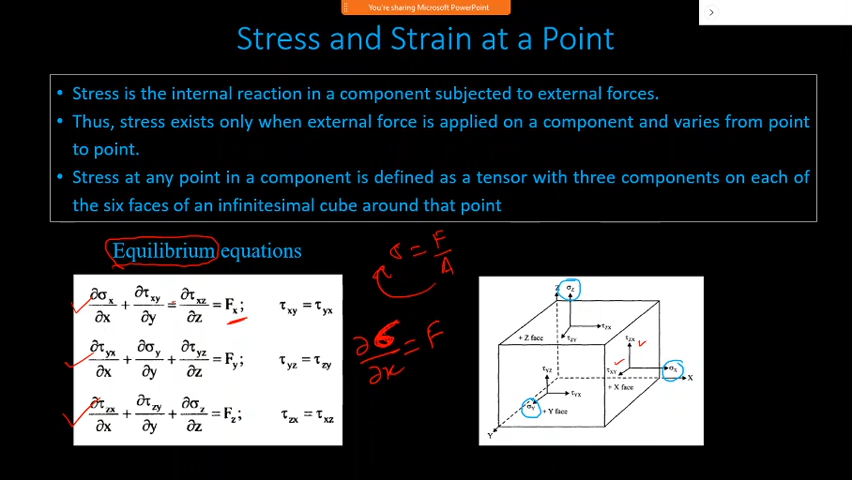 You're sharing Microsoft PowerPoint
Stress and Strain at a Point
• Stress is the internal reaction in a component subjected to external forces.
• Thus, stress exists only when external force is applied on a component and varies from point
to point.
• Stress at any point in a component is defined as a tensor with three components on each of
the six faces of an infinitesimal cube around that point
Equilibrium equations
∂σx/∂x + ∂τxy/∂y = ∂τxz/∂z = Fx; τxy = τyx
∂τyx/∂x + ∂σy/∂y + ∂τyz/∂z = Fy; τyz = τzy
∂τzx/∂x + ∂τzy/∂y + ∂σz/∂z = Fz; τzx = τxz
σ = F/A
∂σ/∂x = F
Z σZ
τZX
τZY
+ Z face
τZX
τXY
σX
X
+ X face
τYZ
τYX
σY
+ Y face
Y